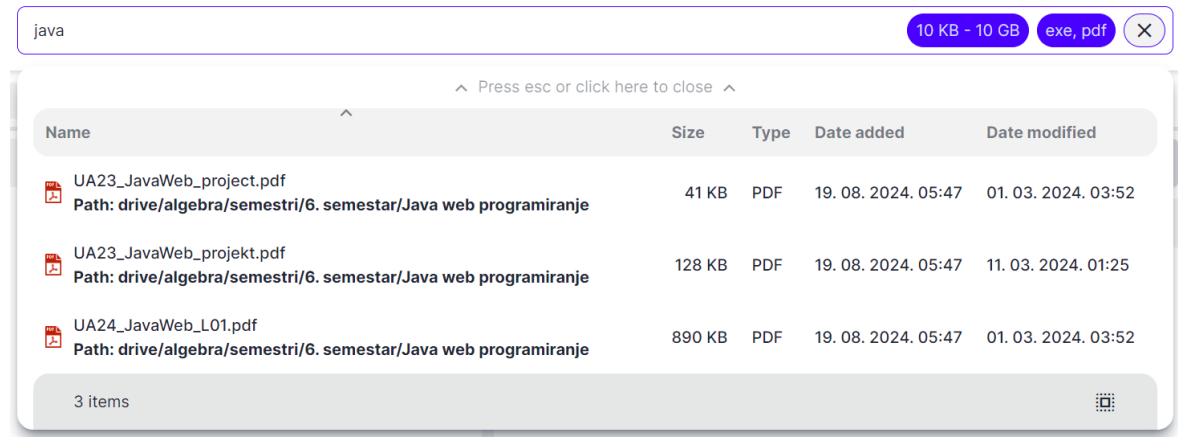 java 10 KB - 10 GB exe, pdf
Press esc or click here to close
Name Size Type Date added Date modified
UA23_JavaWeb_project.pdf
Path: drive/algebra/semestri/6. semestar/Java web programiranje
41 KB PDF 19. 08. 2024. 05:47 01. 03. 2024. 03:52
UA23_JavaWeb_projekt.pdf
Path: drive/algebra/semestri/6. semestar/Java web programiranje
128 KB PDF 19. 08. 2024. 05:47 11. 03. 2024. 01:25
UA24_JavaWeb_L01.pdf
Path: drive/algebra/semestri/6. semestar/Java web programiranje
890 KB PDF 19. 08. 2024. 05:47 01. 03. 2024. 03:52
3 items